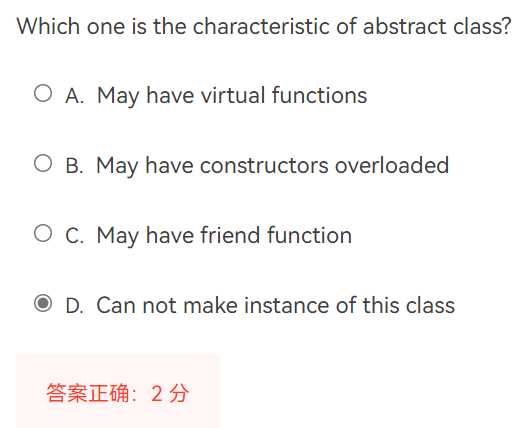 Which one is the characteristic of abstract class?
A. May have virtual functions
B. May have constructors overloaded
C. May have friend function
D. Can not make instance of this class
答案正确：2 分